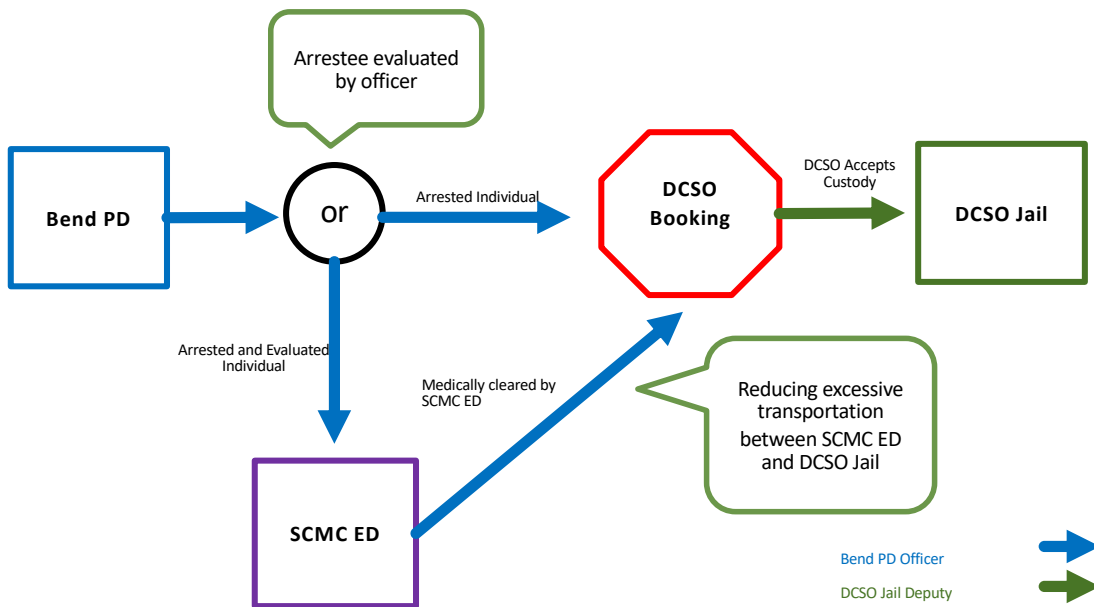 Arrestee evaluated
by officer
Bend PD
or
Arrested Individual
DCSO
Booking
DCSO Accepts
Custody
DCSO Jail
Arrested and Evaluated
Individual
Medically cleared by
SCMC ED
Reducing excessive
transportation
between SCMC ED
and DCSO Jail
SCMC ED
Bend PD Officer
DCSO Jail Deputy